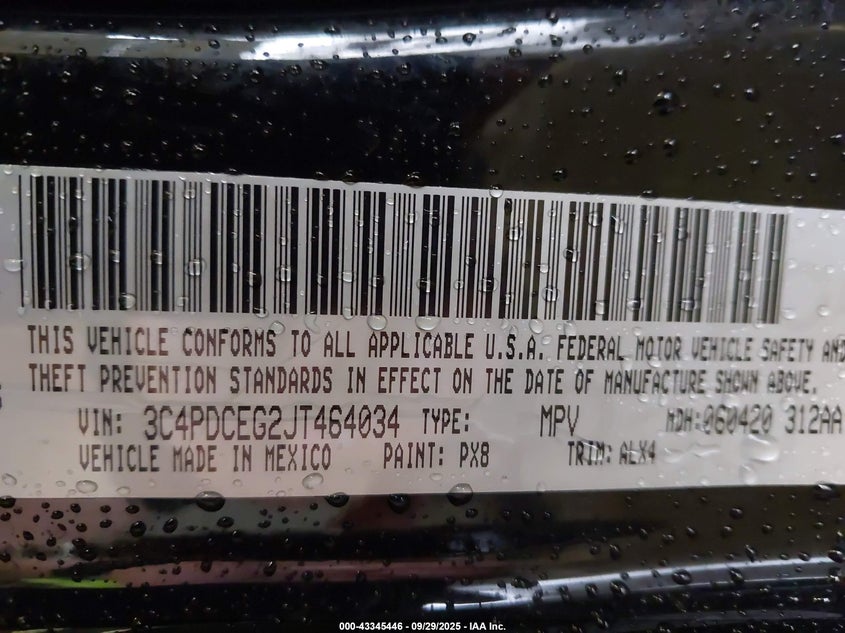 THIS VEHICLE CONFORMS TO ALL APPLICABLE U.S.A. FEDERAL MOTOR VEHICLE SAFETY AND
THEFT PREVENTION STANDARDS IN EFFECT ON THE DATE OF MANUFACTURE SHOWN ABOVE.
VIN: 3C4PDCEG2JT464034 TYPE: MPV MDH:060420 312AA
VEHICLE MADE IN MEXICO PAINT: PX8 TRIM: ALX4
000-43345446 - 09/29/2025 - IAA Inc.